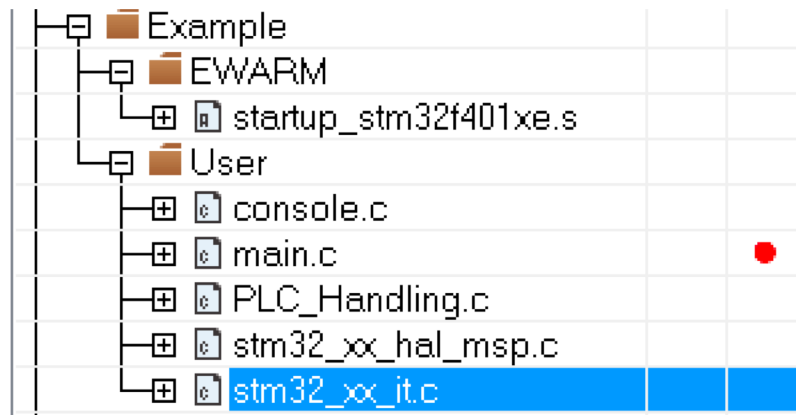 Example
EWARM
startup_stm32f401xe.s
User
console.c
main.c
PLC_Handling.c
stm32_xx_hal_msp.c
stm32_xx_it.c